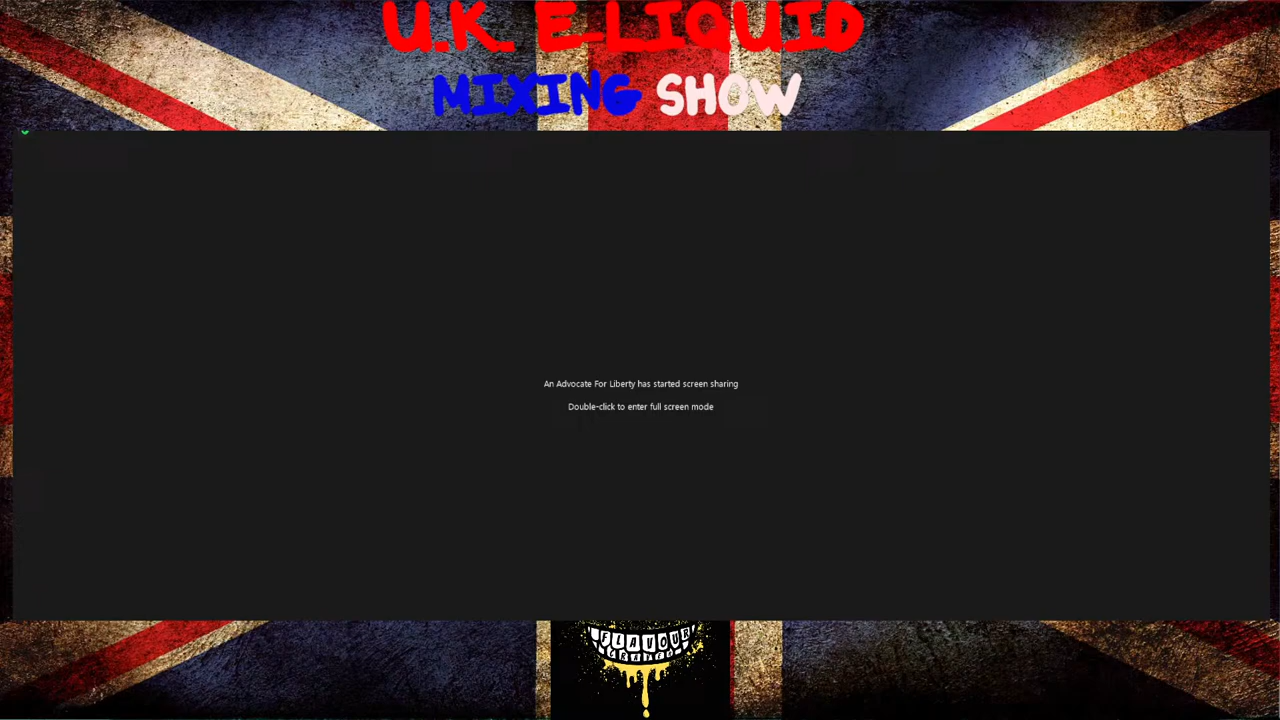 U.K. E-LIQUID
MIXING SHOW
An Advocate For Liberty has started screen sharing
Double-click to enter full screen mode
FLAVOUR